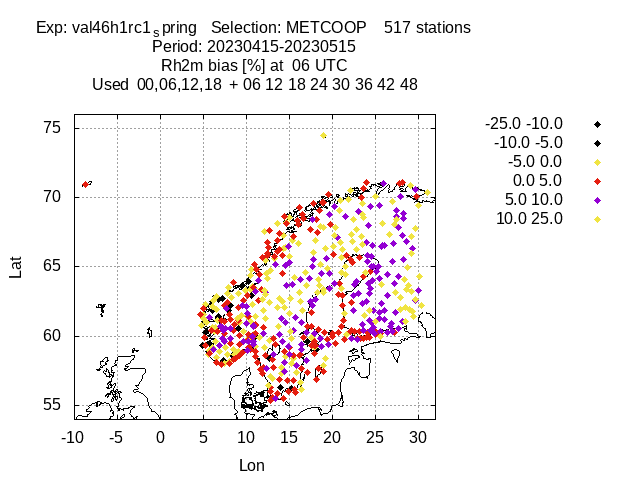 Exp: val46h1rc1spring Selection: METCOOP 517 stations
Period: 20230415-20230515
Rh2m bias [%] at 06 UTC
Used 00,06,12,18 + 06 12 18 24 30 36 42 48
-25.0 -10.0
-10.0 -5.0
-5.0 0.0
0.0 5.0
5.0 10.0
10.0 25.0
75
70
65
60
55
Lat
-10 -5 0 5 10 15 20 25 30
Lon